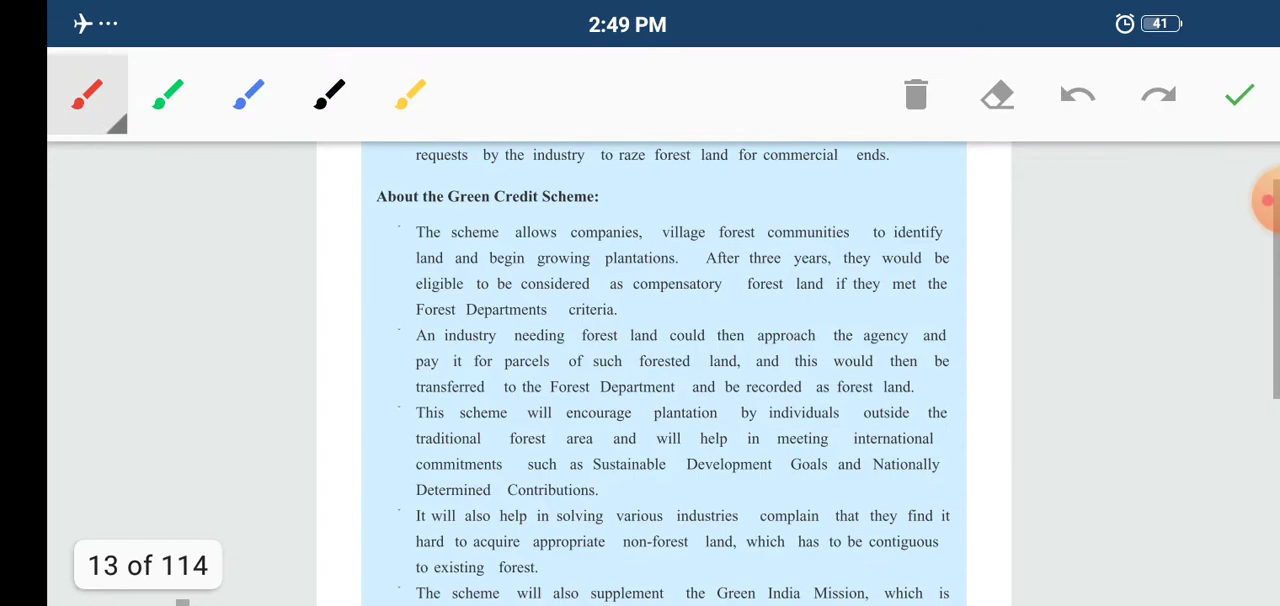 2:49 PM
41
requests by the industry to raze forest land for commercial ends.
About the Green Credit Scheme:
The scheme allows companies, village forest communities to identify
land and begin growing plantations. After three years, they would be
eligible to be considered as compensatory forest land if they met the
Forest Departments criteria.
An industry needing forest land could then approach the agency and
pay it for parcels of such forested land, and this would then be
transferred to the Forest Department and be recorded as forest land.
This scheme will encourage plantation by individuals outside the
traditional forest area and will help in meeting international
commitments such as Sustainable Development Goals and Nationally
Determined Contributions.
It will also help in solving various industries complain that they find it
hard to acquire appropriate non-forest land, which has to be contiguous
to existing forest.
The scheme will also supplement the Green India Mission, which is
13 of 114